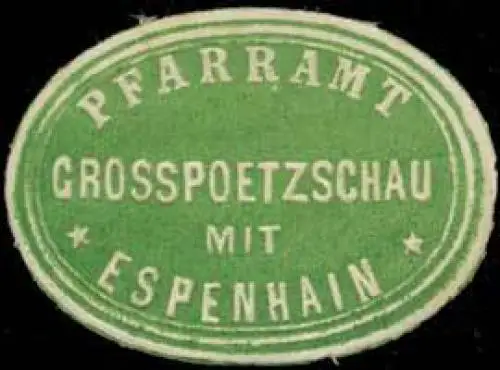 PFARRAMT
GROSSPOETZSCHAU
MIT
ESPENHAIN